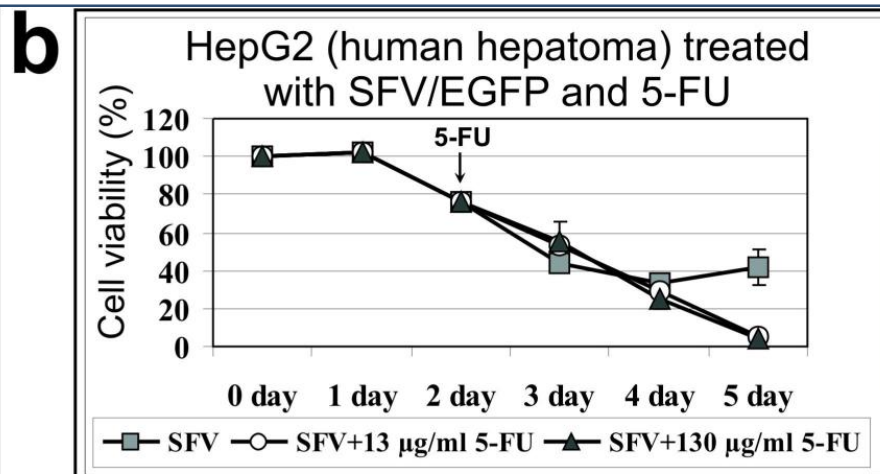 b
HepG2 (human hepatoma) treated
with SFV/EGFP and 5-FU
Cell viability (%)
120
100
80
60
40
20
0
5-FU
0 day 1 day 2 day 3 day 4 day 5 day
SFV SFV+13 µg/ml 5-FU SFV+130 µg/ml 5-FU